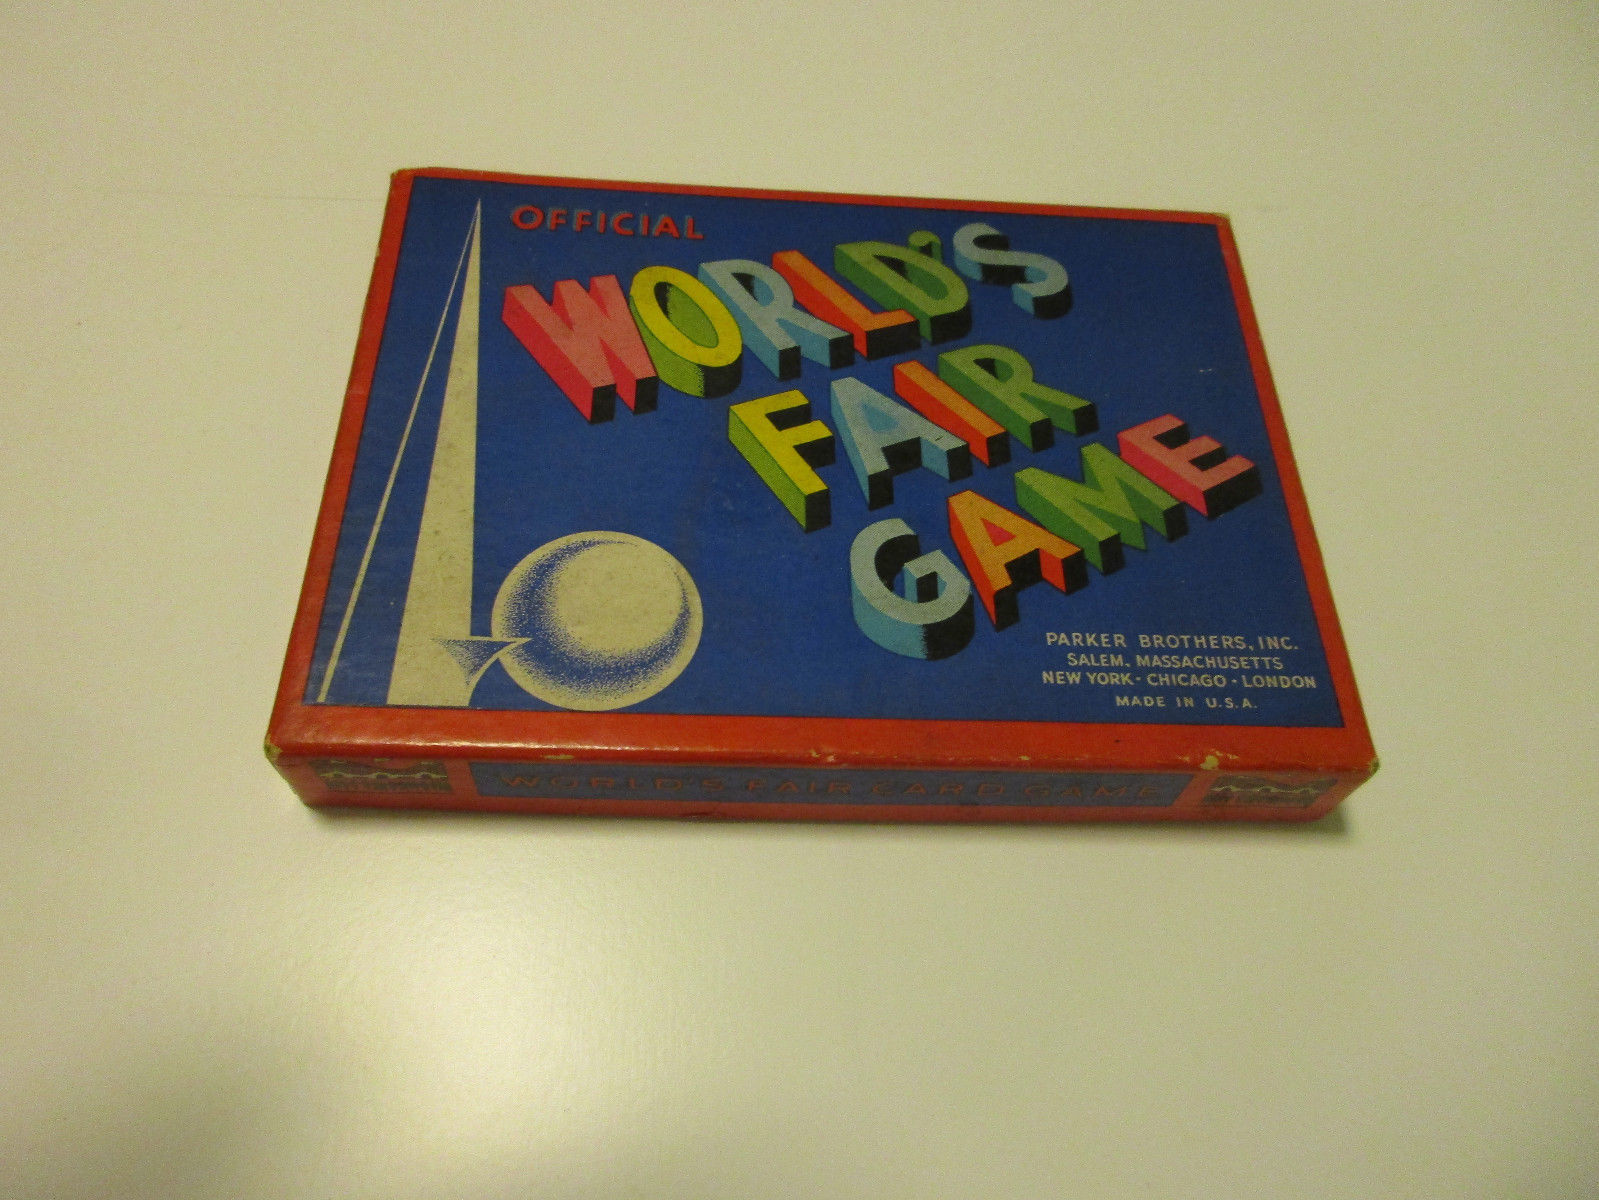 OFFICIAL
WORLD'S
FAIR
GAME
PARKER BROTHERS, INC.
SALEM, MASSACHUSETTS
NEW YORK · CHICAGO · LONDON
MADE IN U.S.A.
WORLD'S FAIR CARD GAME